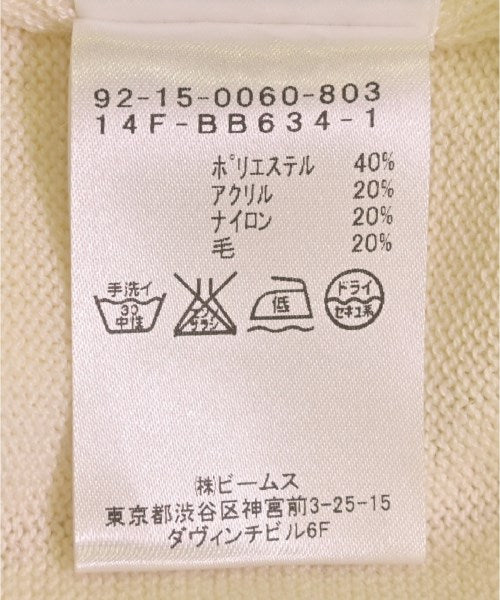 92-15-0060-803
14F-BB634-1
ポリエステル 40%
アクリル 20%
ナイロン 20%
毛 20%
手洗イ
30
中性
エンソ
サラシ
低
ドライ
セキユ系
㈱ビームス
東京都渋谷区神宮前3-25-15
ダヴィンチビル6F